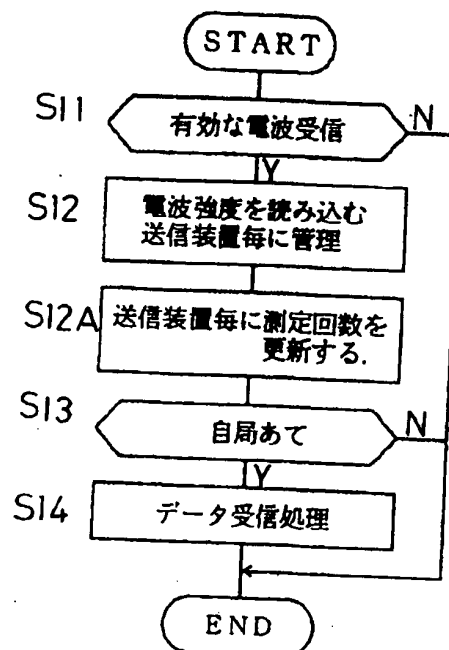 START
S11
有効な電波受信
N
Y
S12
電波強度を読み込む
送信装置毎に管理
S12A
送信装置毎に測定回数を
更新する.
S13
自局あて
N
Y
S14
データ受信処理
END